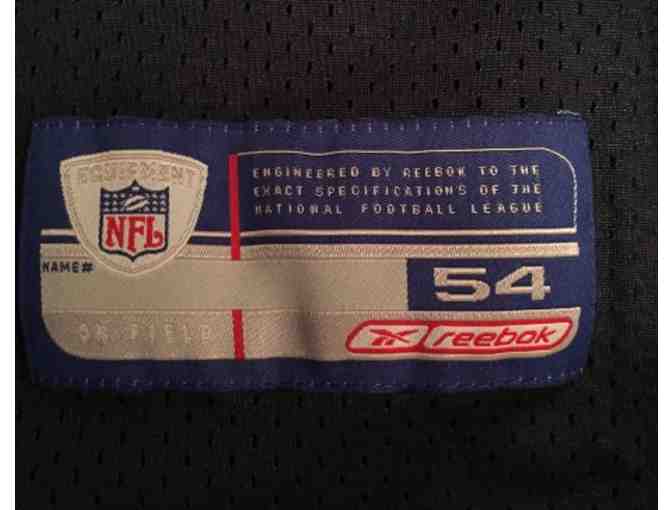 EQUIPMENT
NFL
ENGINEERED BY REEBOK TO THE
EXACT SPECIFICATIONS OF THE
NATIONAL FOOTBALL LEAGUE
NAME#
54
ON FIELD
Reebok